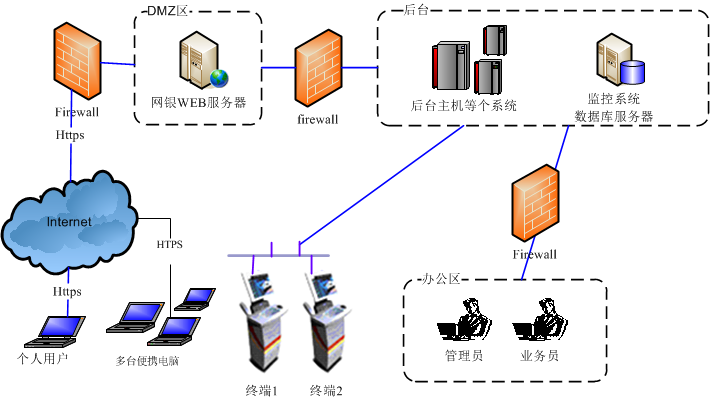 DMZ区
后台
网银WEB服务器
后台主机等个系统
监控系统
数据库服务器
Firewall
firewall
Https
Internet
HTPS
Firewall
Https
办公区
个人用户
多台便携电脑
管理员
业务员
终端1
终端2